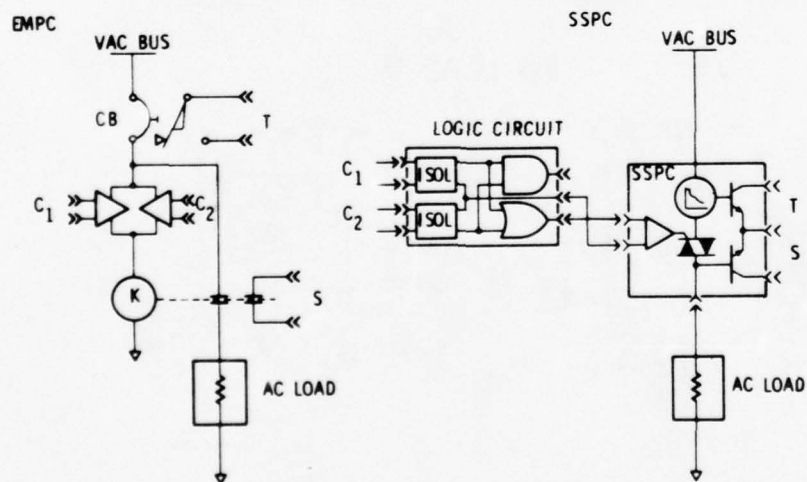 EMPC
VAC BUS
CB
T
C1
C2
K
S
AC LOAD
SSPC
VAC BUS
LOGIC CIRCUIT
C1
ISOL
C2
ISOL
SSPC
T
S
AC LOAD